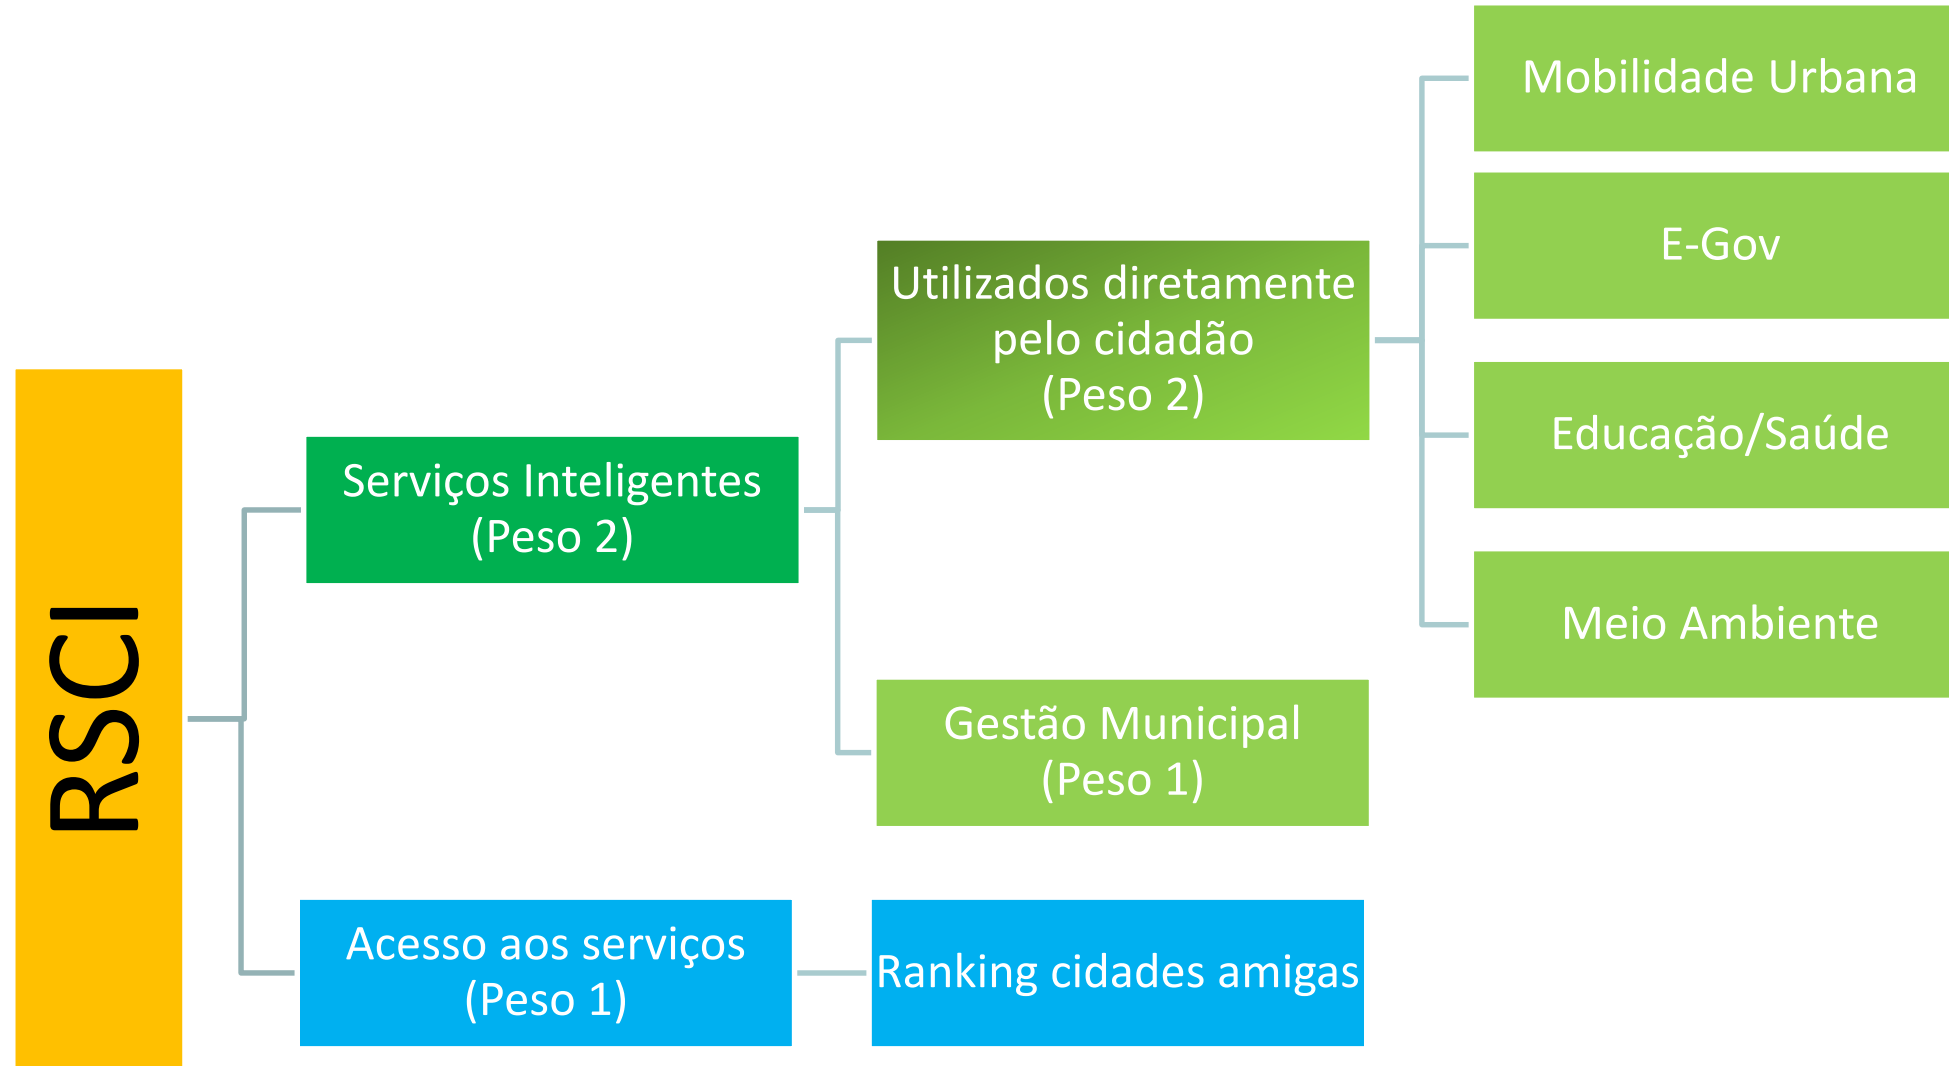 RSCI
Serviços Inteligentes
(Peso 2)
Utilizados diretamente
pelo cidadão
(Peso 2)
Mobilidade Urbana
E-Gov
Educação/Saúde
Meio Ambiente
Gestão Municipal
(Peso 1)
Acesso aos serviços
(Peso 1)
Ranking cidades amigas